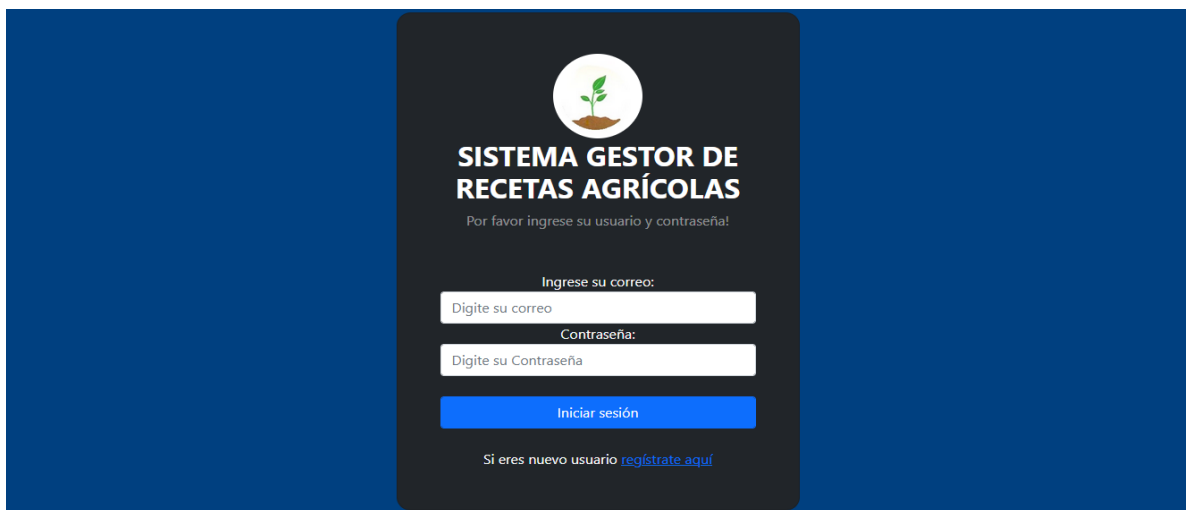 SISTEMA GESTOR DE
RECETAS AGRÍCOLAS
Por favor ingrese su usuario y contraseña!
Ingrese su correo:
Digite su correo
Contraseña:
Digite su Contraseña
Iniciar sesión
Si eres nuevo usuario regístrate aquí